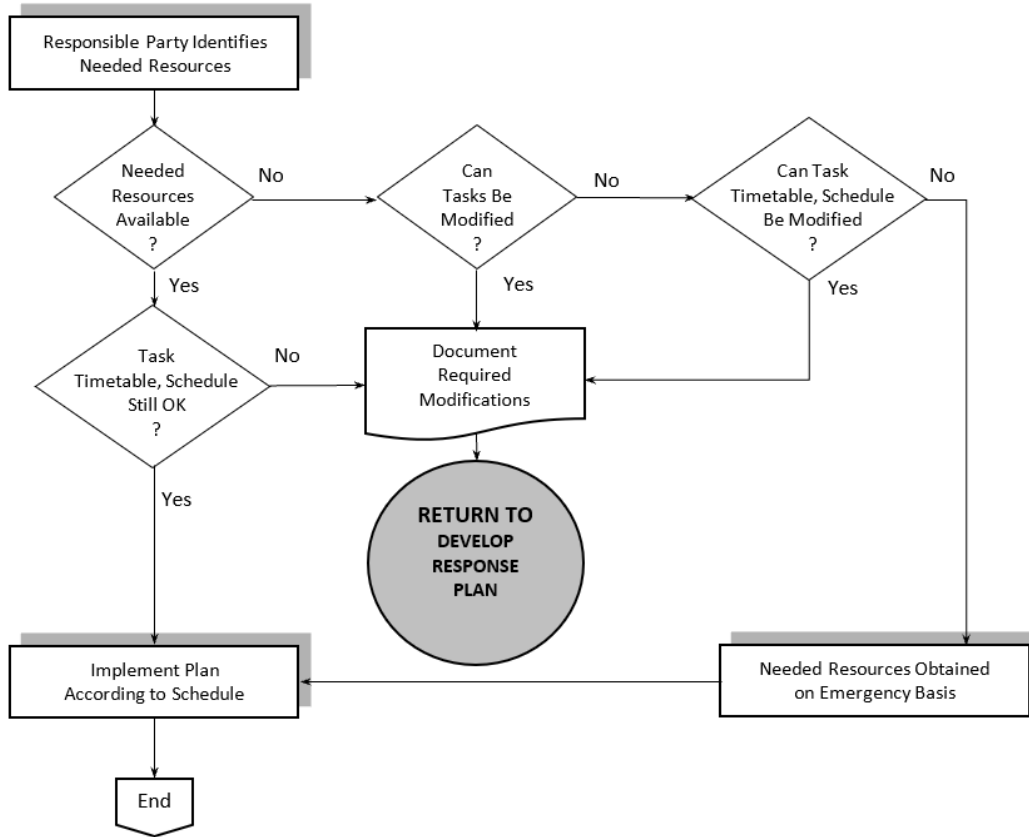 Responsible Party Identifies
Needed Resources
Needed
Resources
Available
?
No
Can
Tasks Be
Modified
?
No
Can Task
Timetable, Schedule
Be Modified
?
No
Yes
Yes
Yes
Task
Timetable, Schedule
Still OK
?
No
Document
Required
Modifications
Yes
RETURN TO
DEVELOP
RESPONSE
PLAN
Implement Plan
According to Schedule
Needed Resources Obtained
on Emergency Basis
End